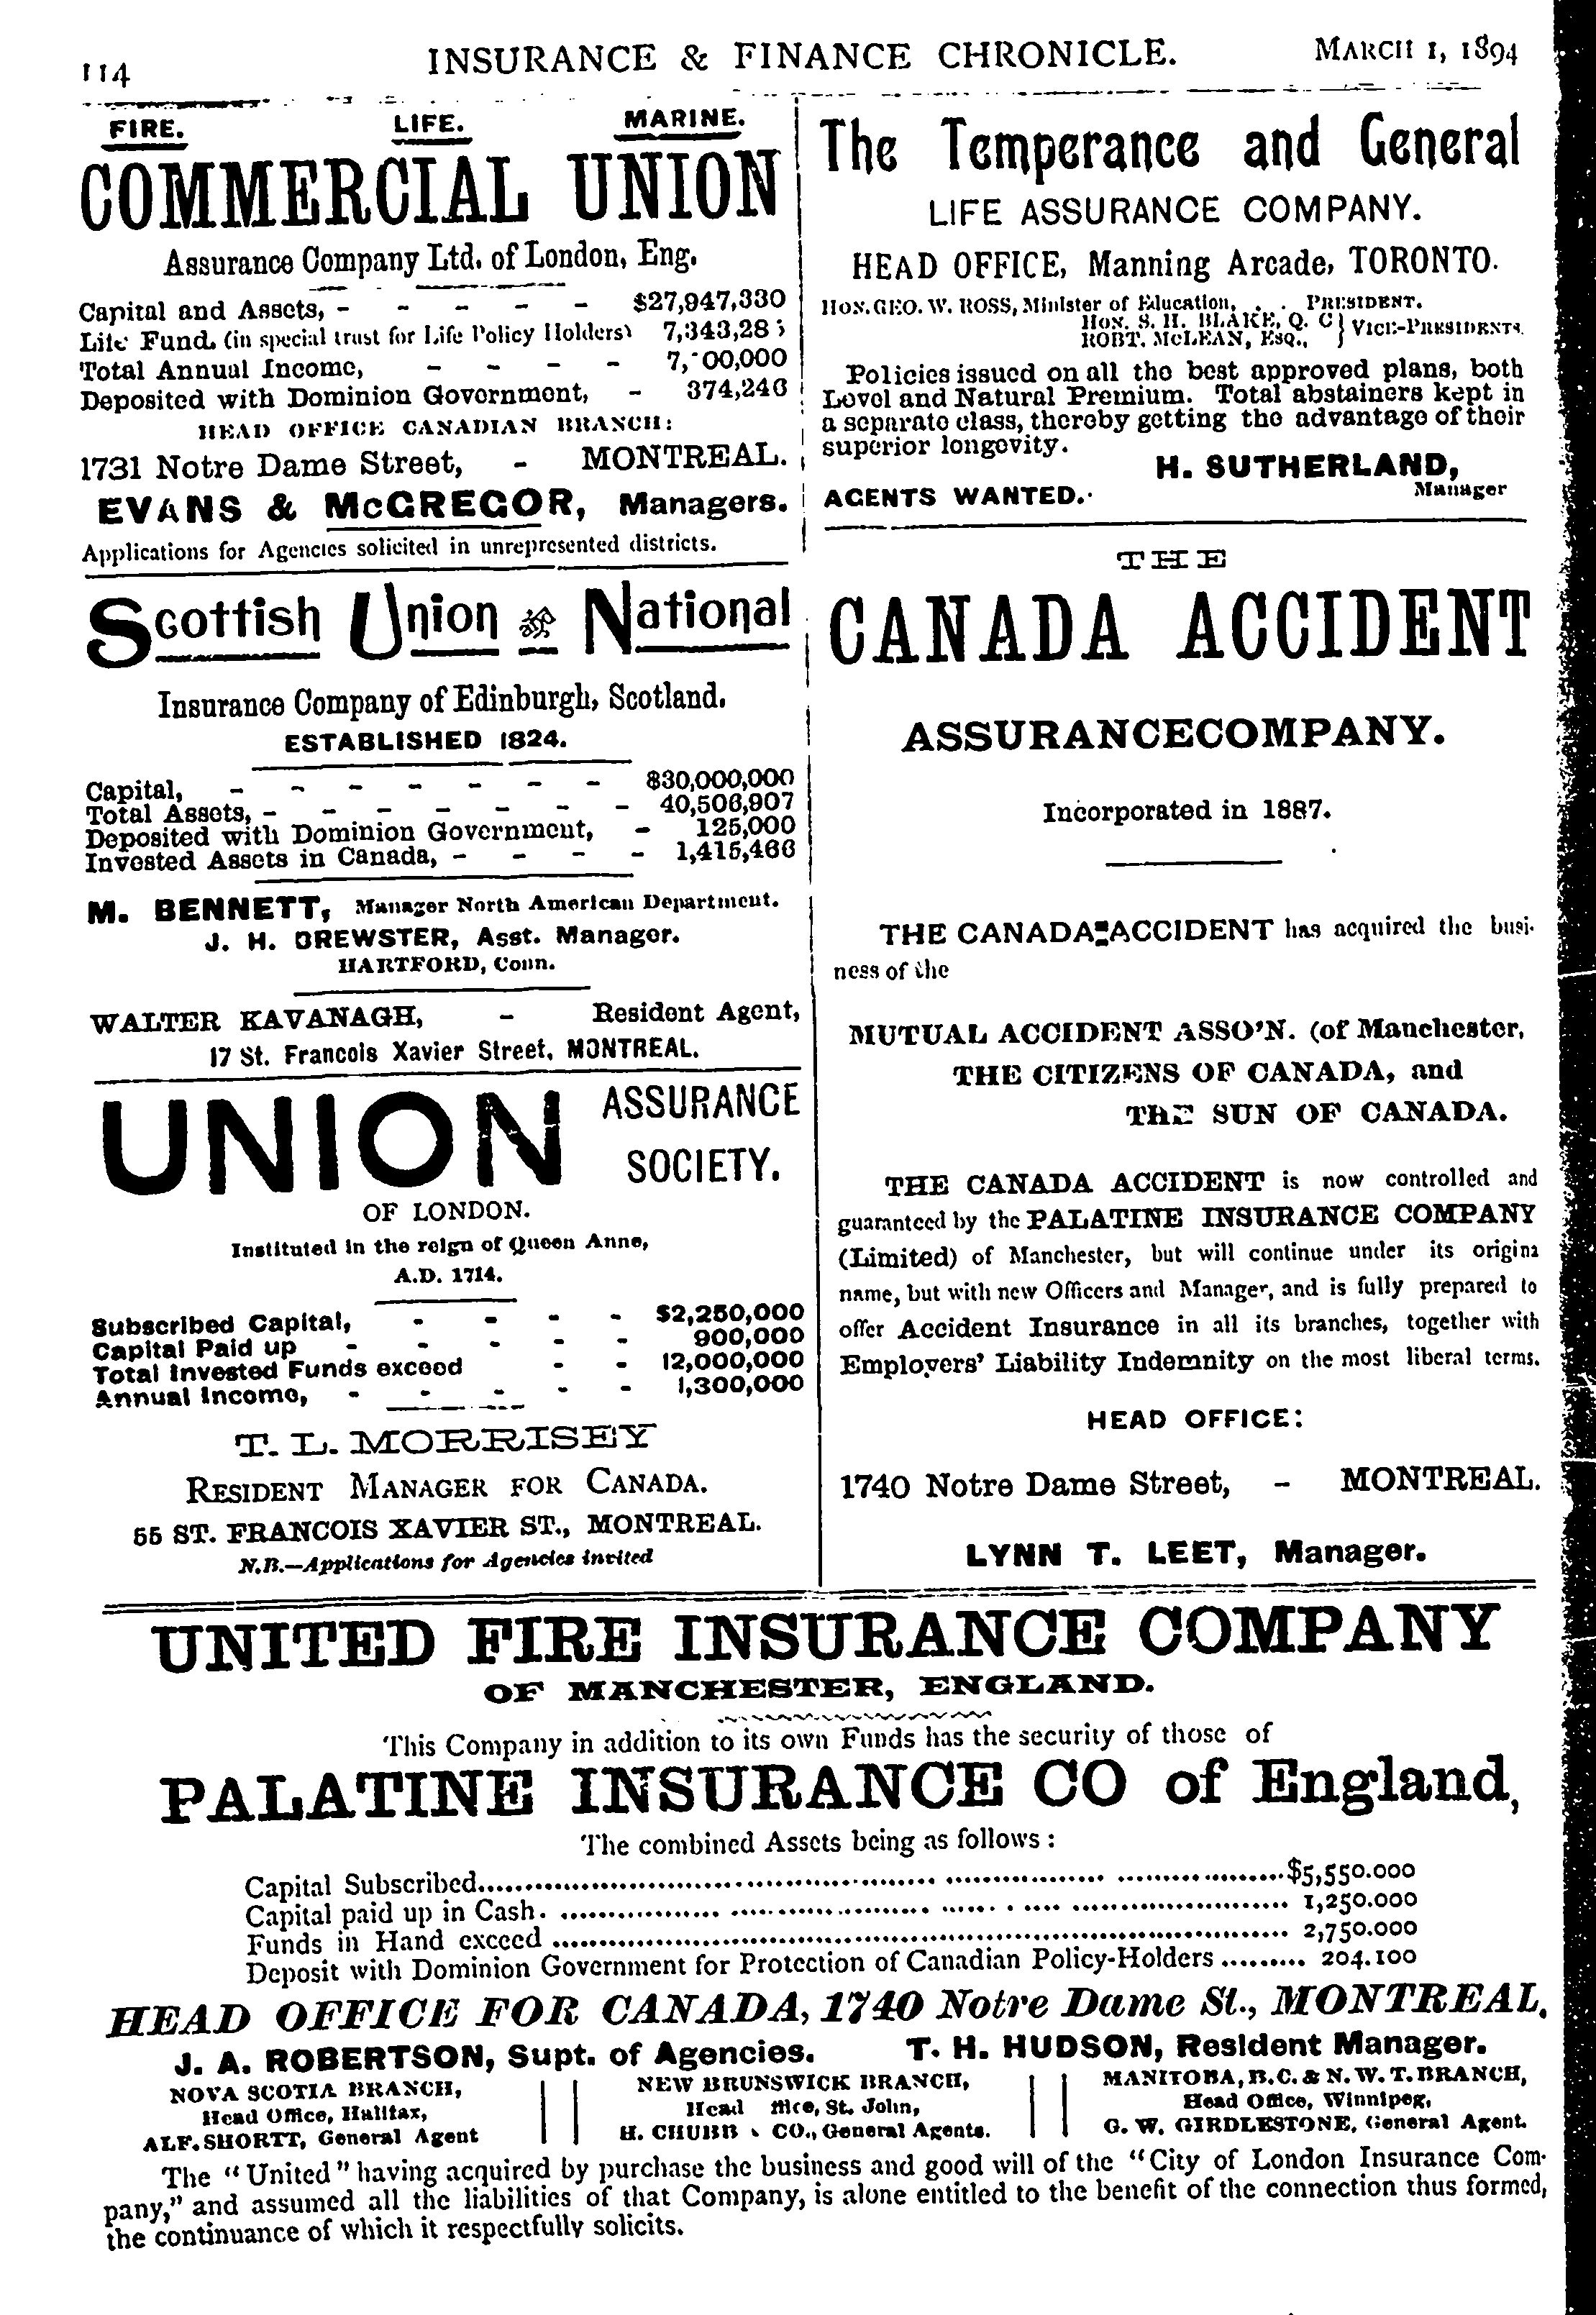 114
INSURANCE & FINANCE CHRONICLE.
MARCH 1, 1894
FIRE. LIFE. MARINE.
COMMERCIAL UNION
Assurance Company Ltd. of London, Eng.
Capital and Assets, - - - - - $27,947,330
Life Fund, (in special trust for Life Policy Holders) 7,343,28
Total Annual Income, - - - - 7, 00,000
Deposited with Dominion Government, - 374,246
HEAD OFFICE CANADIAN BRANCH:
1731 Notre Dame Street, - MONTREAL.
EVANS & McGREGOR, Managers.
Applications for Agencies solicited in unrepresented districts.
Scottish Union & National
Insurance Company of Edinburgh, Scotland.
ESTABLISHED 1824.
Capital, - - - - - - - $30,000,000
Total Assets, - - - - - - - 40,506,907
Deposited with Dominion Government, - 125,000
Invested Assets in Canada, - - - - 1,415,466
M. BENNETT, Manager North American Department.
J. H. BREWSTER, Asst. Manager.
HARTFORD, Conn.
WALTER KAVANAGH, - Resident Agent,
17 St. Francois Xavier Street, MONTREAL.
UNION ASSURANCE
SOCIETY.
OF LONDON.
Instituted in the reign of Queen Anne,
A.D. 1714.
Subscribed Capital, - - - - $2,250,000
Capital Paid up - - - - - 900,000
Total Invested Funds exceed - - 12,000,000
Annual Income, - - - - - 1,300,000
T. L. MORRISEY
RESIDENT MANAGER FOR CANADA.
55 ST. FRANCOIS XAVIER ST., MONTREAL.
N.B.—Applications for Agencies invited
The Temperance and General
LIFE ASSURANCE COMPANY.
HEAD OFFICE, Manning Arcade, TORONTO.
HON. GEO. W. ROSS, Minister of Education, . . PRESIDENT.
HON. S. H. BLAKE, Q. C
ROBT. McLEAN, ESQ., } VICE-PRESIDENTS.
Policies issued on all the best approved plans, both
Level and Natural Premium. Total abstainers kept in
a separate class, thereby getting the advantage of their
superior longevity.
H. SUTHERLAND,
Manager
AGENTS WANTED.
THE
CANADA ACCIDENT
ASSURANCECOMPANY.
Incorporated in 1887.
THE CANADA ACCIDENT has acquired the busi-
ness of the
MUTUAL ACCIDENT ASSO'N. (of Manchester,
THE CITIZENS OF CANADA, and
THE SUN OF CANADA.
THE CANADA ACCIDENT is now controlled and
guaranteed by the PALATINE INSURANCE COMPANY
(Limited) of Manchester, but will continue under its origina
name, but with new Officers and Manager, and is fully prepared to
offer Accident Insurance in all its branches, together with
Employers' Liability Indemnity on the most liberal terms.
HEAD OFFICE:
1740 Notre Dame Street, - MONTREAL.
LYNN T. LEET, Manager.
UNITED FIRE INSURANCE COMPANY
OF MANCHESTER, ENGLAND.
This Company in addition to its own Funds has the security of those of
PALATINE INSURANCE CO of England,
The combined Assets being as follows:
Capital Subscribed..........$5,550.000
Capital paid up in Cash.......... 1,250.000
Funds in Hand exceed .......... 2,750.000
Deposit with Dominion Government for Protection of Canadian Policy-Holders ......... 204.100
HEAD OFFICE FOR CANADA, 1740 Notre Dame St., MONTREAL.
J. A. ROBERTSON, Supt. of Agencies. T. H. HUDSON, Resident Manager.
NOVA SCOTIA BRANCH,
Head Office, Halifax,
ALF. SHORTT, General Agent
NEW BRUNSWICK BRANCH,
Head ffice, St. John,
H. CHUBB & CO., General Agents.
MANITOBA, B.C. & N. W. T. BRANCH,
Head Office, Winnipeg,
G. W. GIRDLESTONE, General Agent.
The "United" having acquired by purchase the business and good will of the "City of London Insurance Com-
pany," and assumed all the liabilities of that Company, is alone entitled to the benefit of the connection thus formed,
the continuance of which it respectfully solicits.